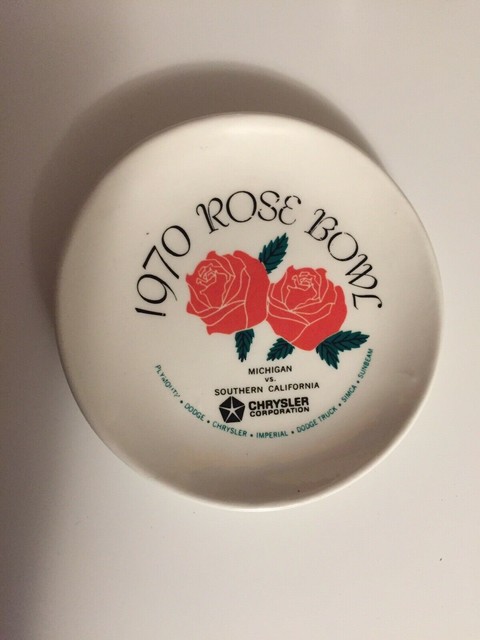 1970 ROSE BOWL
MICHIGAN
VS.
SOUTHERN CALIFORNIA
CHRYSLER
CORPORATION
PLYMOUTH • DODGE • CHRYSLER • IMPERIAL • DODGE TRUCK • SIMCA • SUNBEAM